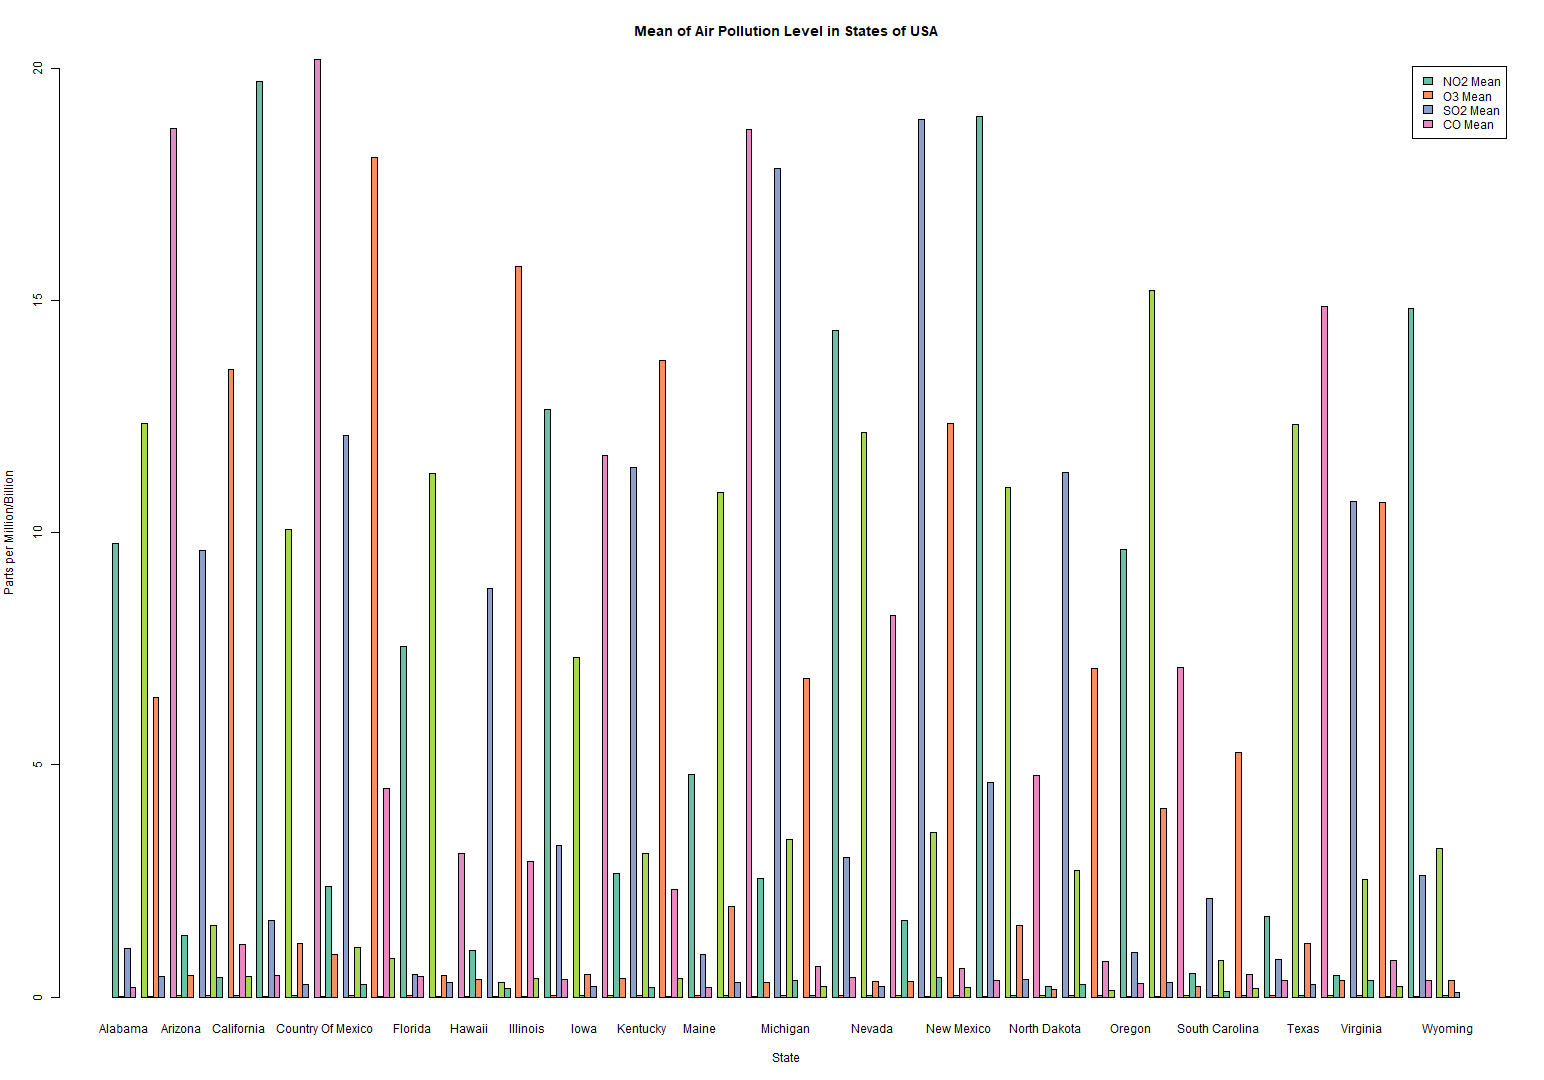 Mean of Air Pollution Level in States of USA
NO2 Mean
O3 Mean
SO2 Mean
CO Mean
Parts per Million/Billion
20
15
10
5
0
Alabama Arizona California Country Of Mexico Florida Hawaii Illinois Iowa Kentucky Maine Michigan Nevada New Mexico North Dakota Oregon South Carolina Texas Virginia Wyoming
State